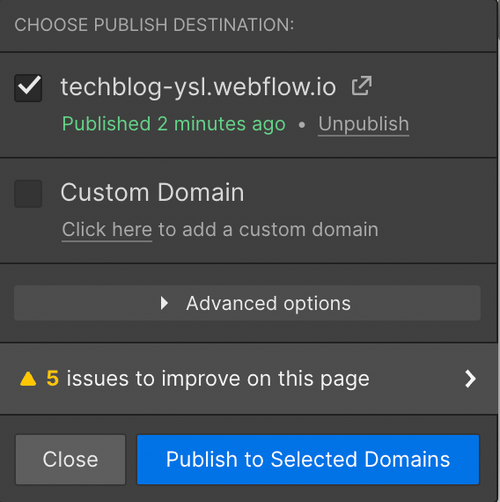 CHOOSE PUBLISH DESTINATION:
techblog-ysl.webflow.io
Published 2 minutes ago • Unpublish
Custom Domain
Click here to add a custom domain
Advanced options
5 issues to improve on this page
Close
Publish to Selected Domains